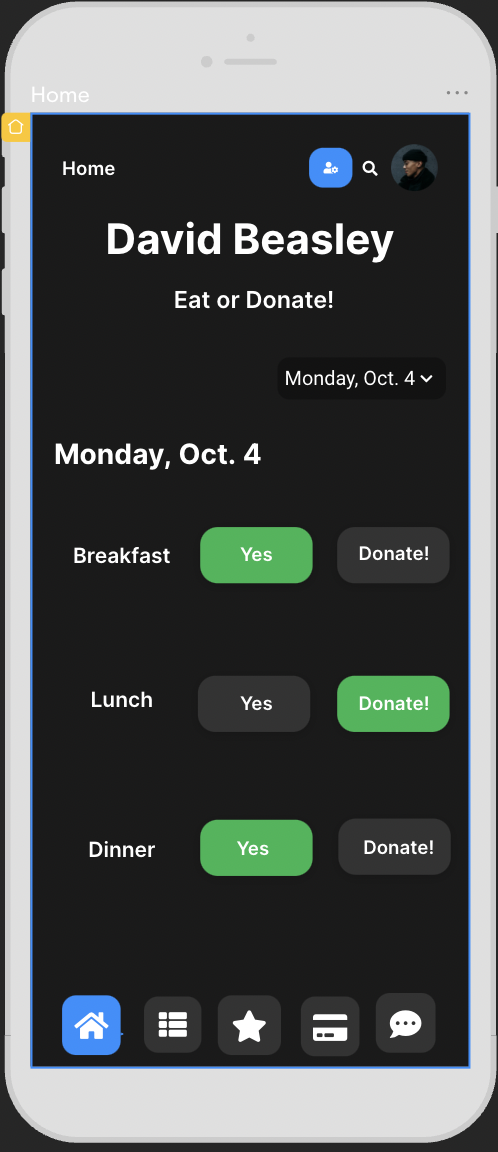 Home
Home
David Beasley
Eat or Donate!
Monday, Oct. 4
Monday, Oct. 4
Breakfast Yes Donate!
Lunch Yes Donate!
Dinner Yes Donate!